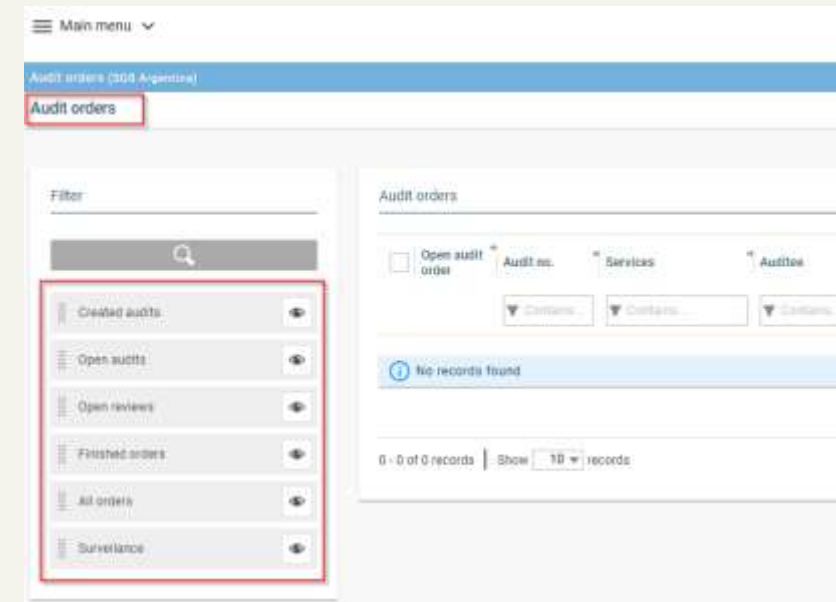 Main menu
Audit orders (SGS Argentina)
Audit orders
Filter
Audit orders
Open audit order
Audit no.
Services
Auditee
Contains...
Contains...
Contains...
Created audits
Open audits
Open reviews
Finished orders
All orders
Surveilance
No records found
0 - 0 of 0 records
Show 10 records